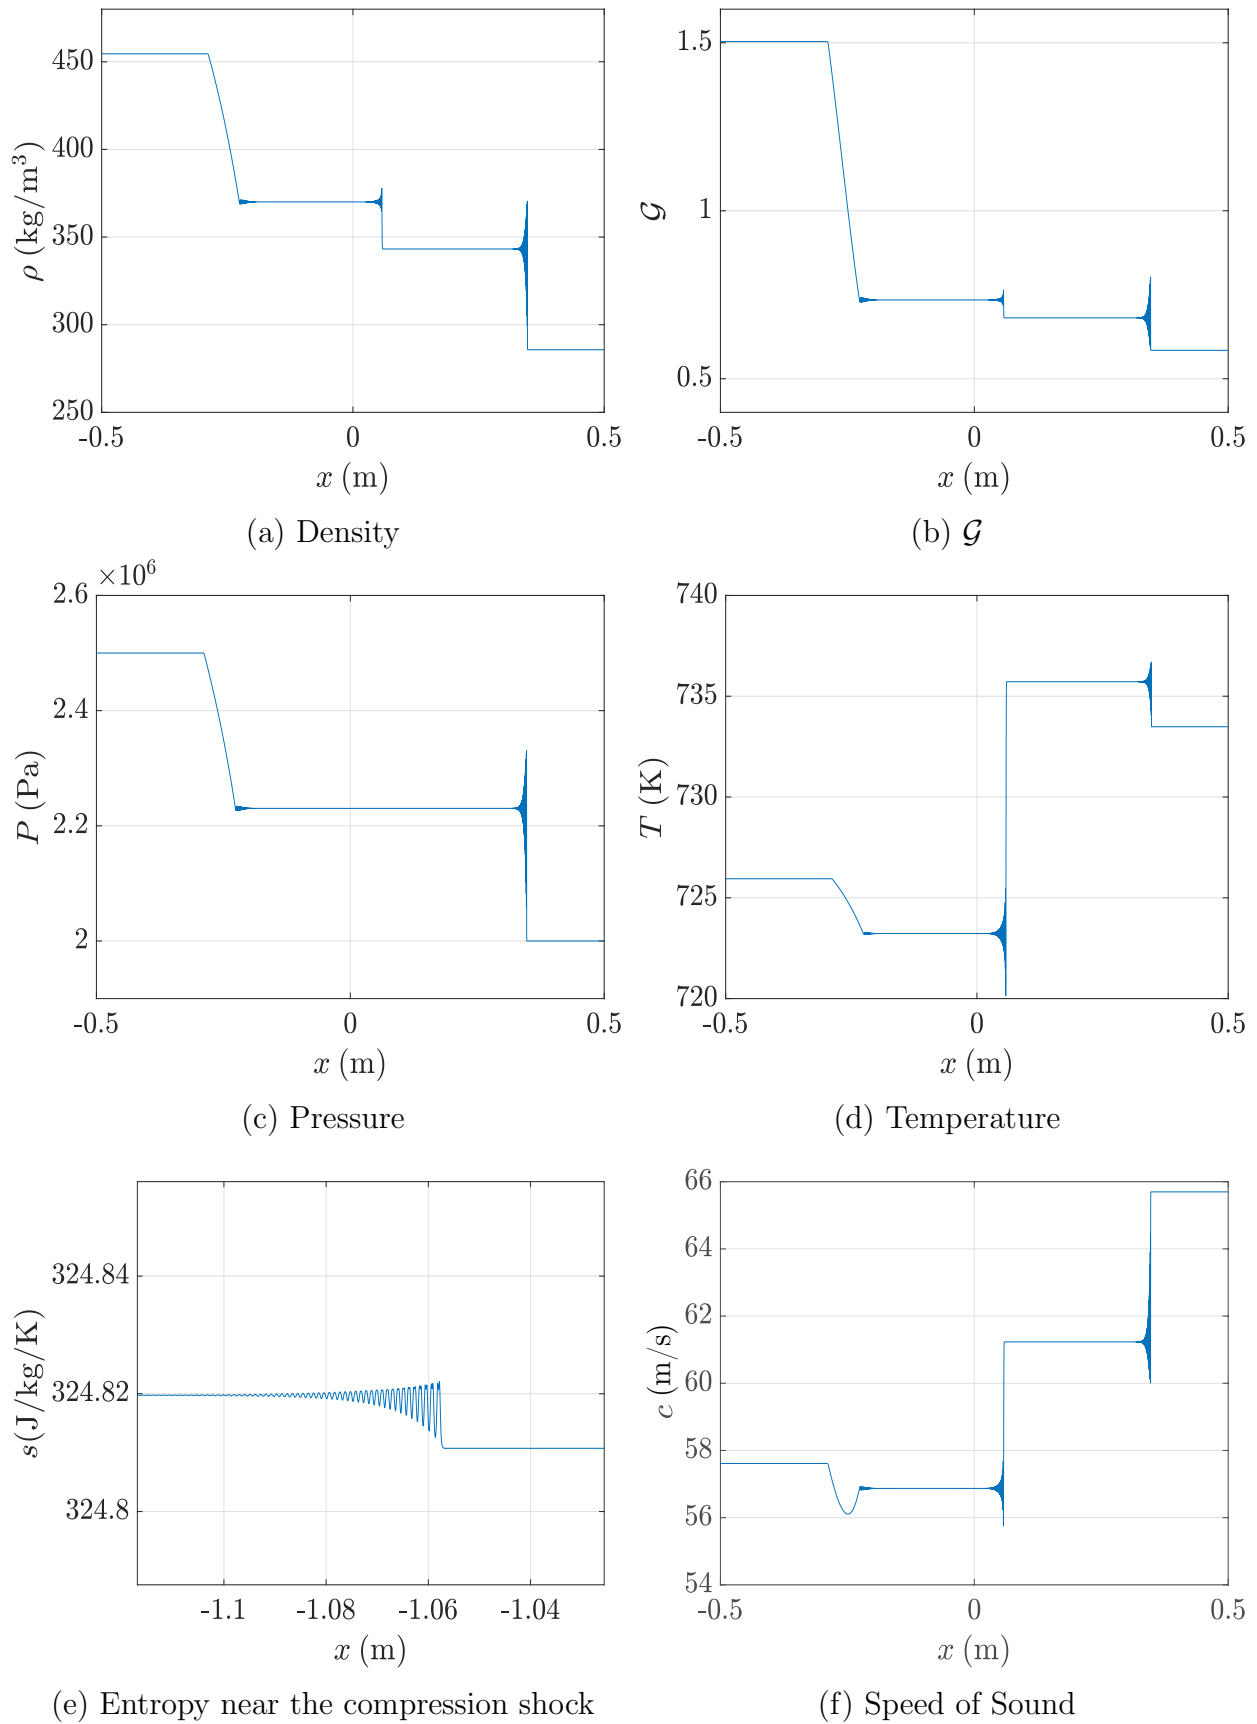 450
400
350
300
250
-0.5 0 0.5
ρ (kg/m³)
x (m)
(a) Density
1.5
1
0.5
-0.5 0 0.5
𝒢
x (m)
(b) 𝒢
×10⁶
2.6
2.4
2.2
2
-0.5 0 0.5
P (Pa)
x (m)
(c) Pressure
740
735
730
725
720
-0.5 0 0.5
T (K)
x (m)
(d) Temperature
324.84
324.82
324.8
-1.1 -1.08 -1.06 -1.04
s(J/kg/K)
x (m)
(e) Entropy near the compression shock
66
64
62
60
58
56
54
-0.5 0 0.5
c (m/s)
x (m)
(f) Speed of Sound